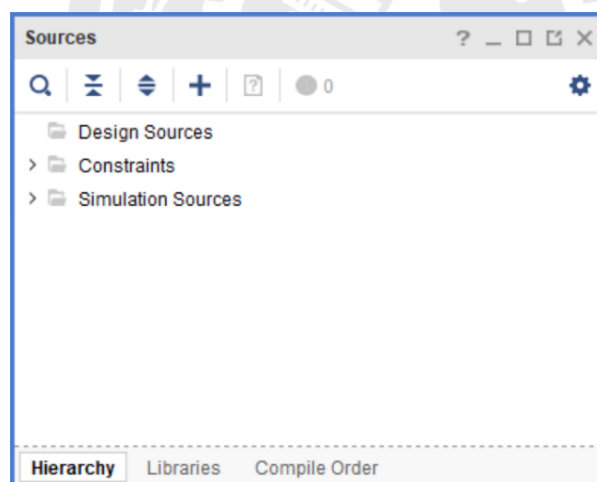 Sources ? _
? 0
Design Sources
> Constraints
> Simulation Sources
Hierarchy Libraries Compile Order